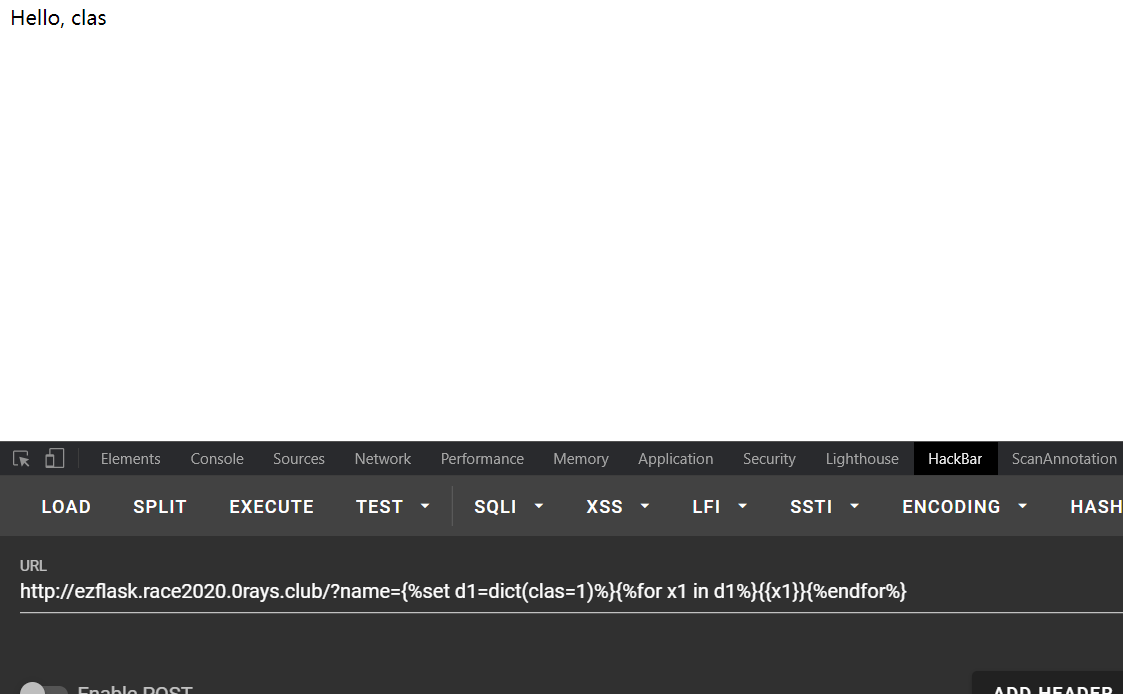 Hello, clas
Elements Console Sources Network Performance Memory Application Security Lighthouse HackBar ScanAnnotation
LOAD SPLIT EXECUTE TEST SQLI XSS LFI SSTI ENCODING HASH
URL
http://ezflask.race2020.0rays.club/?name={%set d1=dict(clas=1)%}{%for x1 in d1%}{{x1}}{%endfor%}
Enable POST ADD HEADER